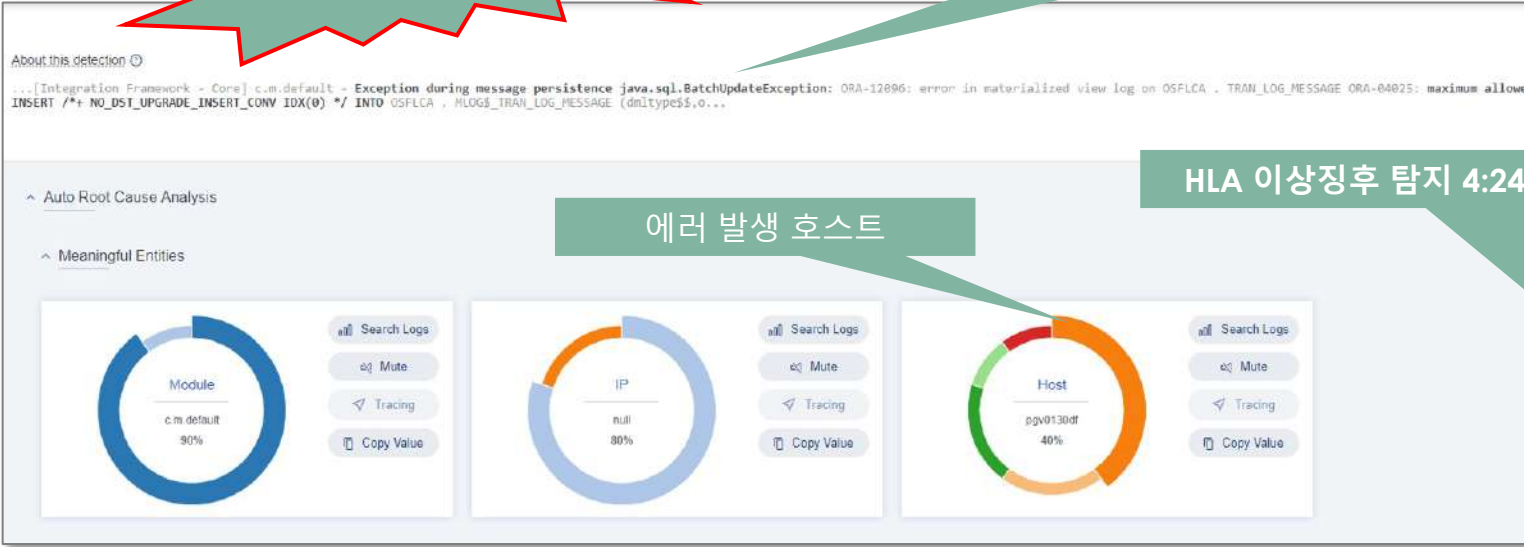 About this detection
...[Integration Framework - Core] c.m.default - Exception during message persistence java.sql.BatchUpdateException: ORA-12096: error in materialized view log on OSFLCA . TRAN_LOG_MESSAGE ORA-04025: maximum allowe
INSERT /*+ NO_DST_UPGRADE_INSERT_CONV IDX(0) */ INTO OSFLCA . MLOG$_TRAN_LOG_MESSAGE (dmltype$$,o...
HLA 이상징후 탐지 4:24
Auto Root Cause Analysis
에러 발생 호스트
Meaningful Entities
Module
c.m.default
90%
Search Logs
Mute
Tracing
Copy Value
IP
null
80%
Search Logs
Mute
Tracing
Copy Value
Host
pgv0130df
40%
Search Logs
Mute
Tracing
Copy Value